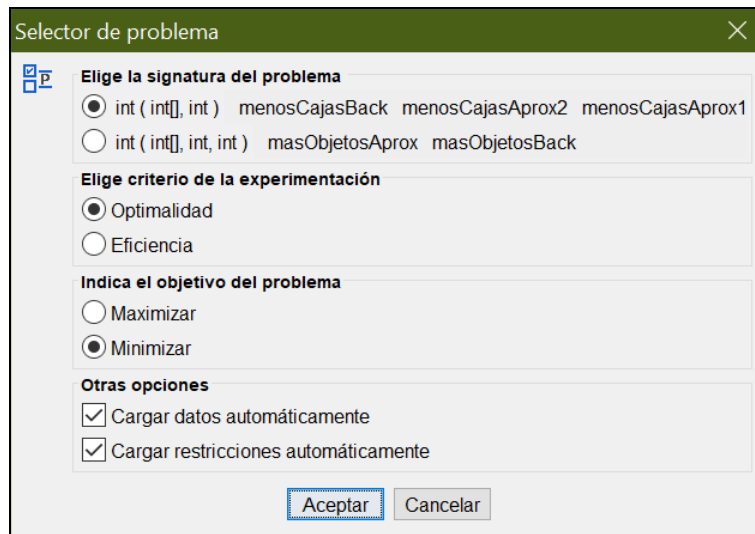 Selector de problema
P
Elige la signatura del problema
int ( int[], int ) menosCajasBack menosCajasAprox2 menosCajasAprox1
int ( int[], int, int ) masObjetosAprox masObjetosBack
Elige criterio de la experimentación
Optimalidad
Eficiencia
Indica el objetivo del problema
Maximizar
Minimizar
Otras opciones
Cargar datos automáticamente
Cargar restricciones automáticamente
Aceptar Cancelar